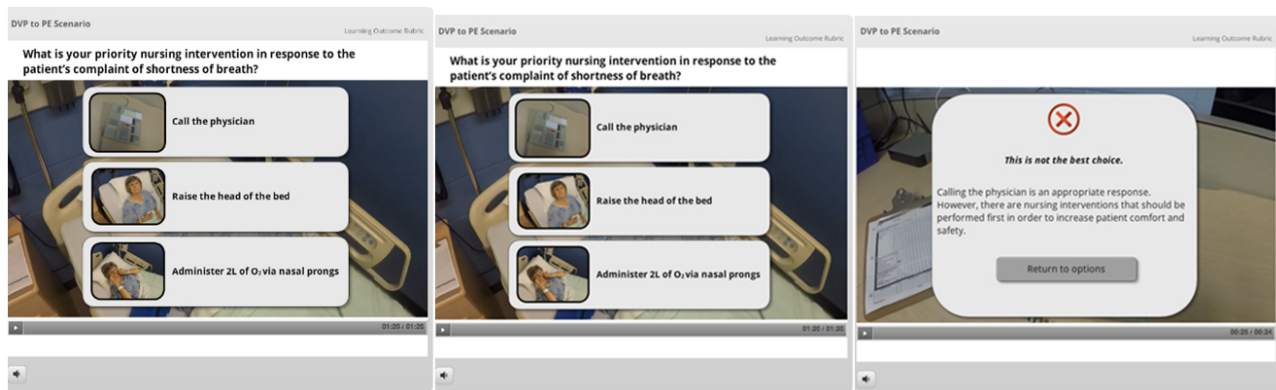 DVP to PE Scenario
Learning Outcome Rubric
What is your priority nursing intervention in response to the
patient's complaint of shortness of breath?
Call the physician
Raise the head of the bed
Administer 2L of O₂ via nasal prongs
01:20 / 01:20
DVP to PE Scenario
Learning Outcome Rubric
What is your priority nursing intervention in response to the
patient's complaint of shortness of breath?
Call the physician
Raise the head of the bed
Administer 2L of O₂ via nasal prongs
01:20 / 01:20
DVP to PE Scenario
Learning Outcome Rubric
This is not the best choice.
Calling the physician is an appropriate response.
However, there are nursing interventions that should be
performed first in order to increase patient comfort and
safety.
Return to options
00:25 / 00:24